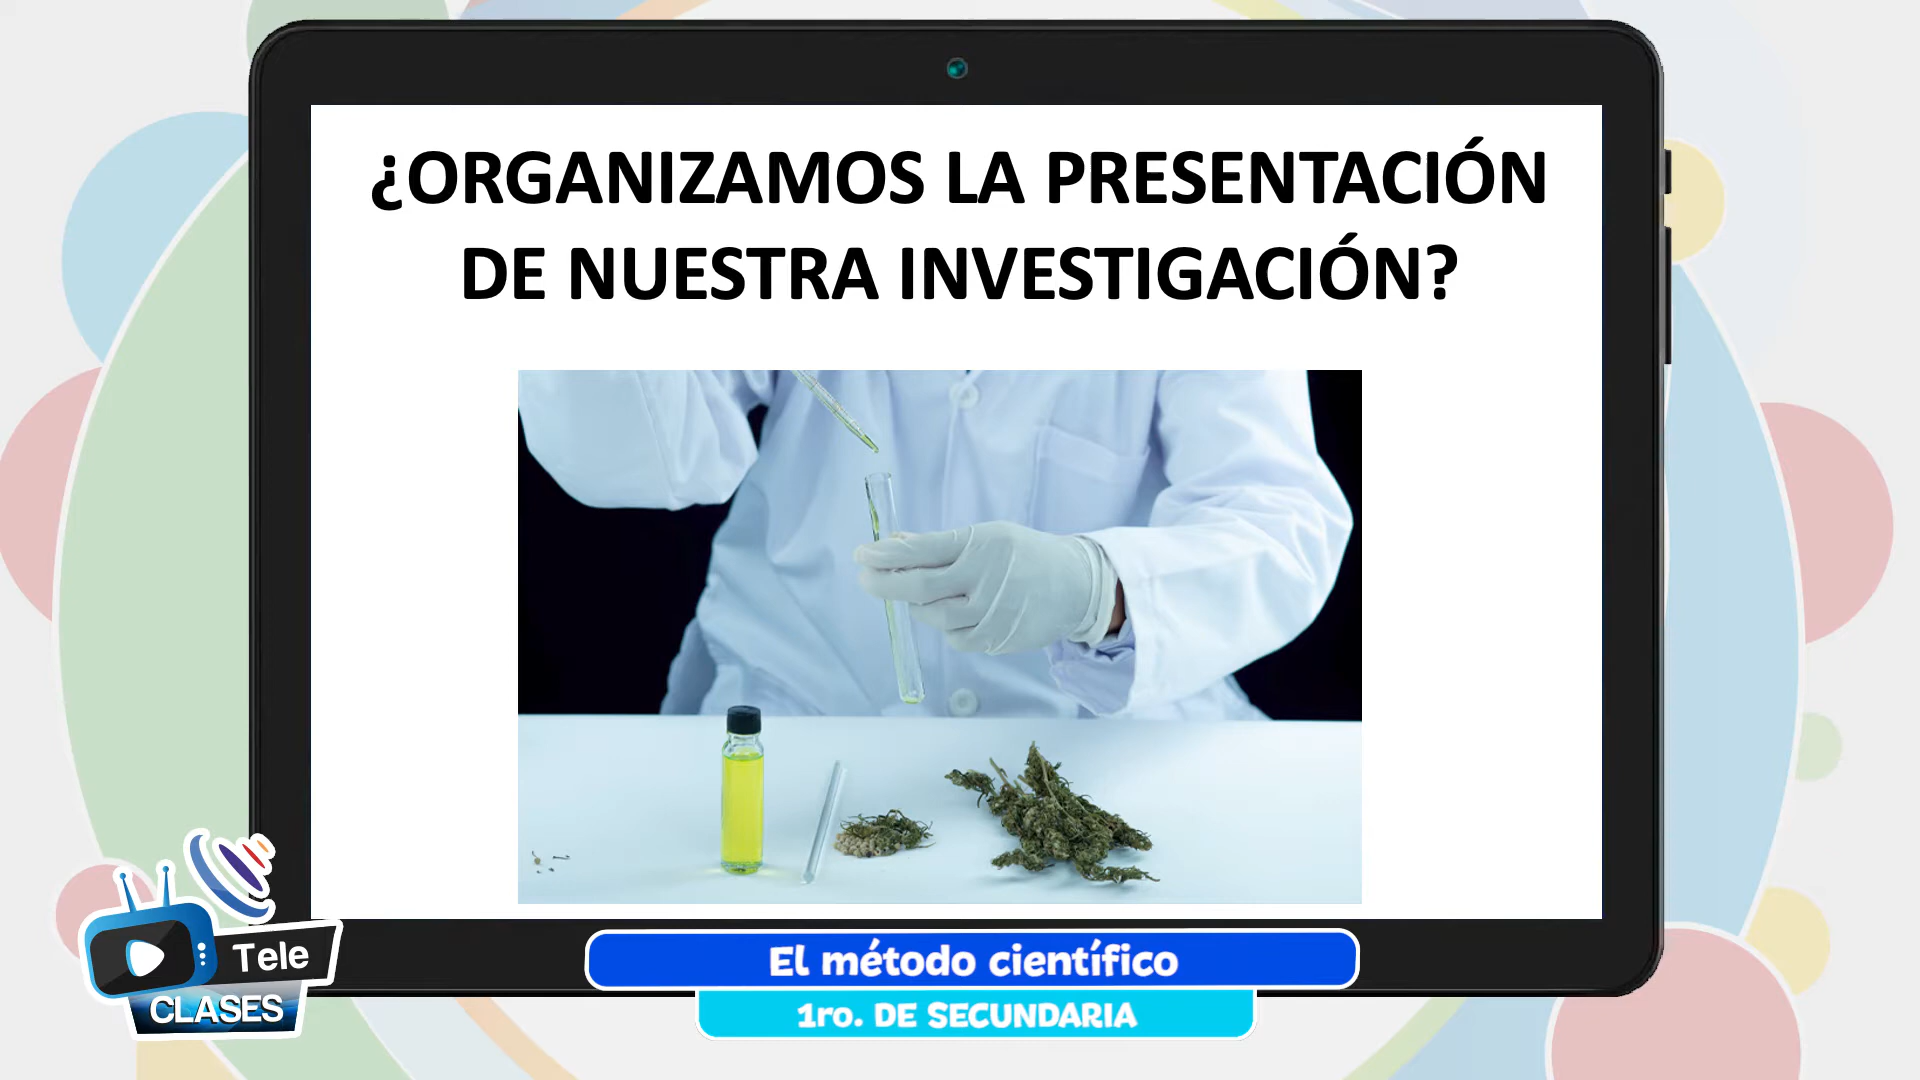 ¿ORGANIZAMOS LA PRESENTACIÓN
DE NUESTRA INVESTIGACIÓN?
Tele
CLASES
El método científico
1ro. DE SECUNDARIA